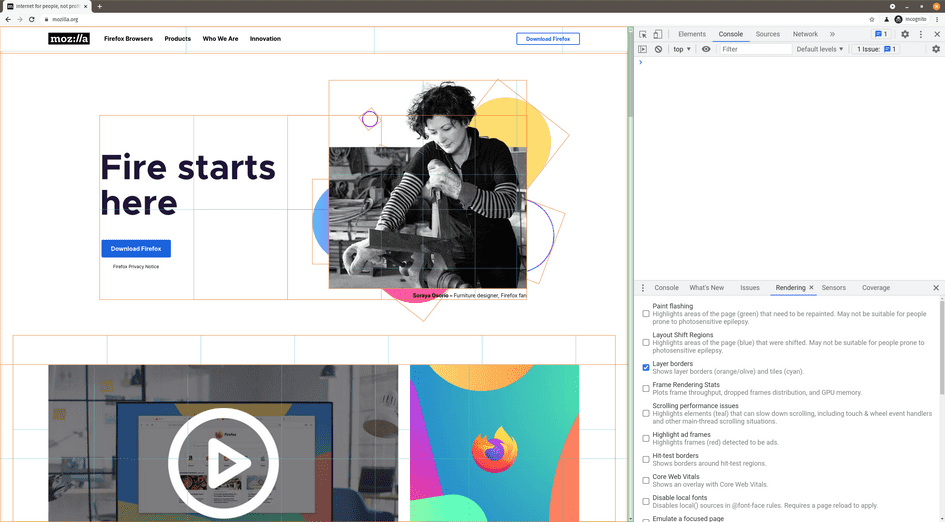 Internet for people, not prof
mozilla.org
Incognito
moz://a
Firefox Browsers
Products
Who We Are
Innovation
Download Firefox
Fire starts
here
Download Firefox
Firefox Privacy Notice
Soraya Osorio – Furniture designer, Firefox fan
Elements
Console
Sources
Network
1
top
Filter
Default levels
1 Issue:
1
Console
What's New
Issues
Rendering
Sensors
Coverage
Paint flashing
Highlights areas of the page (green) that need to be repainted. May not be suitable for people
prone to photosensitive epilepsy.
Layout Shift Regions
Highlights areas of the page (blue) that were shifted. May not be suitable for people prone to
photosensitive epilepsy.
Layer borders
Shows layer borders (orange/olive) and tiles (cyan).
Frame Rendering Stats
Plots frame throughput, dropped frames distribution, and GPU memory.
Scrolling performance issues
Highlights elements (teal) that can slow down scrolling, including touch & wheel event handlers
and other main-thread scrolling situations.
Highlight ad frames
Highlights frames (red) detected to be ads.
Hit-test borders
Shows borders around hit-test regions.
Core Web Vitals
Shows an overlay with Core Web Vitals.
Disable local fonts
Disables local() sources in @font-face rules. Requires a page reload to apply.
Emulate a focused page